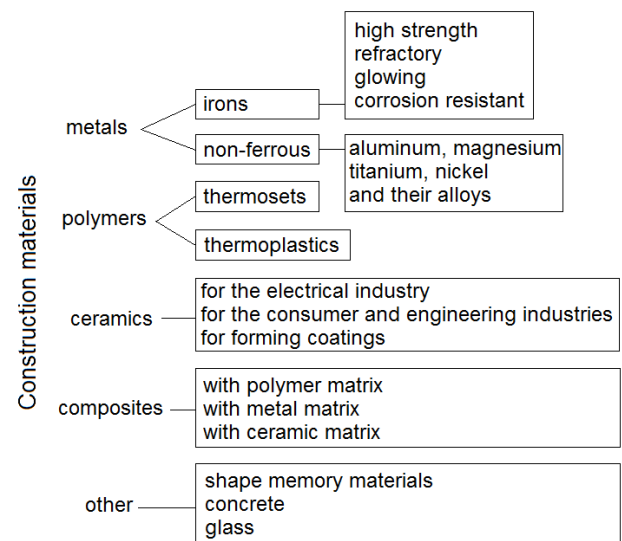 Construction materials
metals
irons
high strength
refractory
glowing
corrosion resistant
non-ferrous
aluminum, magnesium
titanium, nickel
and their alloys
polymers
thermosets
thermoplastics
ceramics
for the electrical industry
for the consumer and engineering industries
for forming coatings
composites
with polymer matrix
with metal matrix
with ceramic matrix
other
shape memory materials
concrete
glass